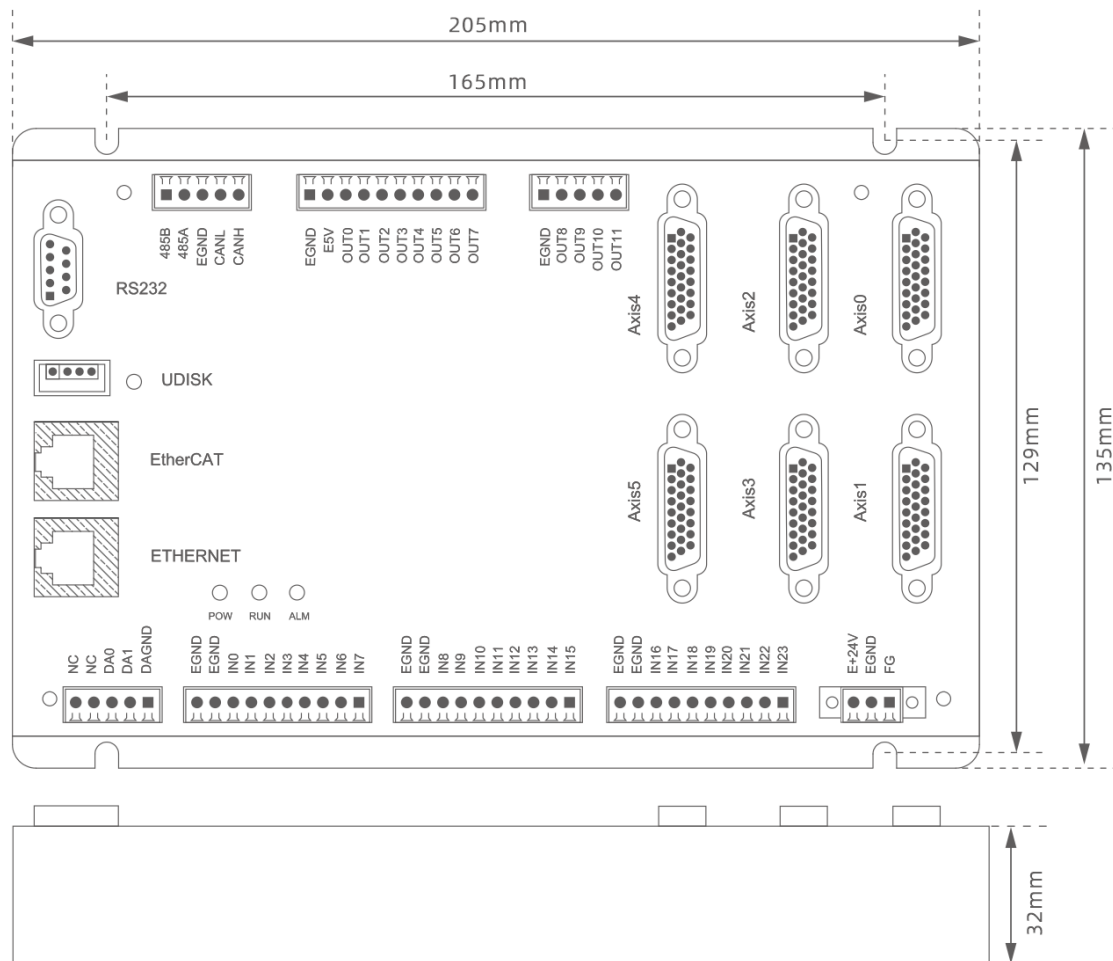 205mm
165mm
485B
485A
EGND
CANL
CANH
EGND
E5V
OUT0
OUT1
OUT2
OUT3
OUT4
OUT5
OUT6
OUT7
EGND
OUT8
OUT9
OUT10
OUT11
RS232
Axis4
Axis2
Axis0
UDISK
EtherCAT
ETHERNET
Axis5
Axis3
Axis1
129mm
135mm
POW
RUN
ALM
NC
NC
DA0
DA1
DAGND
EGND
EGND
IN0
IN1
IN2
IN3
IN4
IN5
IN6
IN7
EGND
EGND
IN8
IN9
IN10
IN11
IN12
IN13
IN14
IN15
EGND
EGND
IN16
IN17
IN18
IN19
IN20
IN21
IN22
IN23
E+24V
EGND
FG
32mm